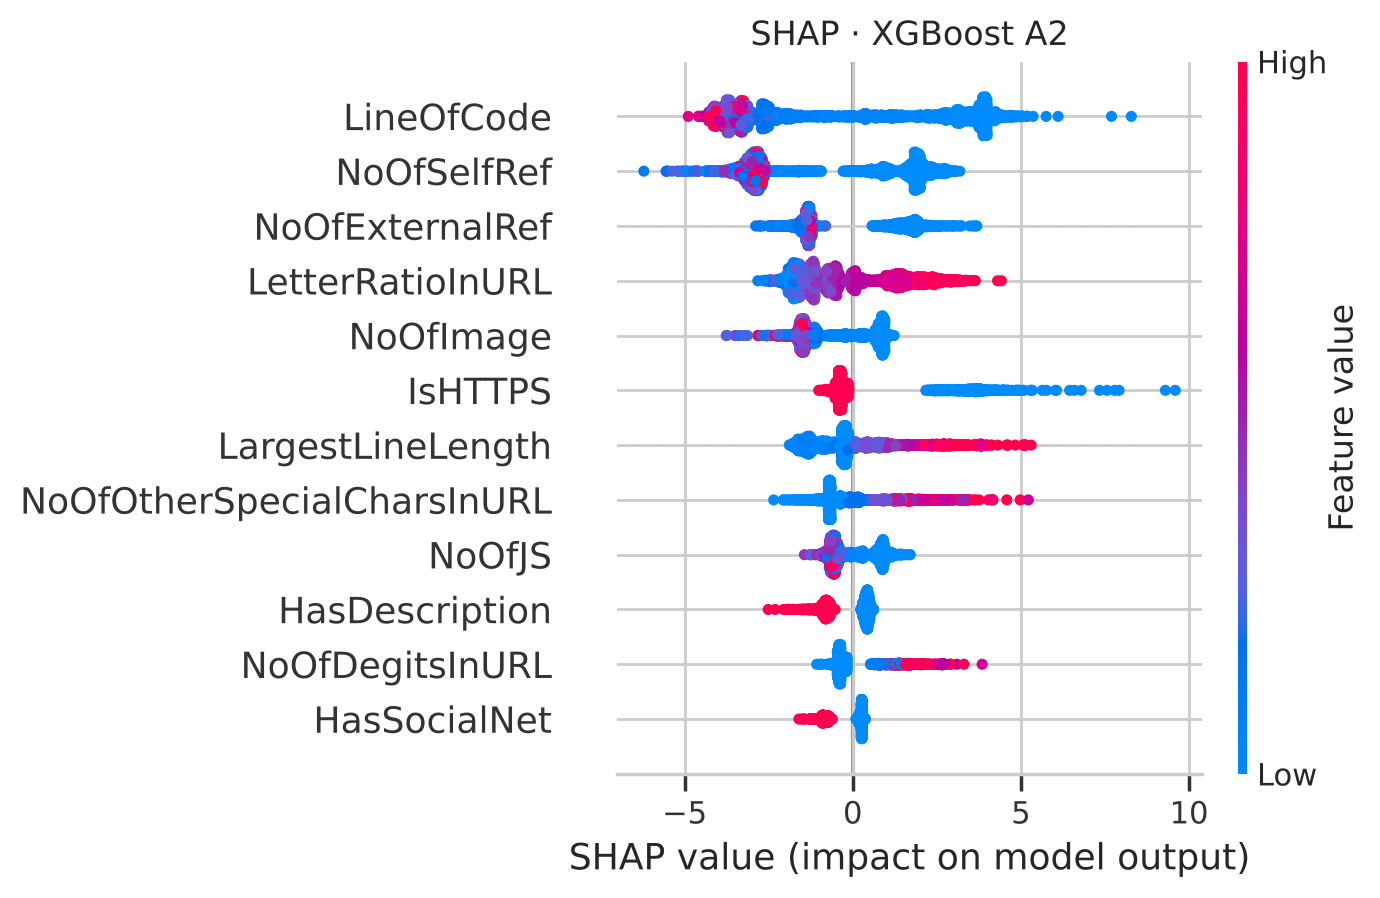 SHAP · XGBoost A2
High
LineOfCode
NoOfSelfRef
NoOfExternalRef
LetterRatioInURL
NoOfImage
IsHTTPS
LargestLineLength
NoOfOtherSpecialCharsInURL
NoOfJS
HasDescription
NoOfDegitsInURL
HasSocialNet
Feature value
Low
−5 0 5 10
SHAP value (impact on model output)